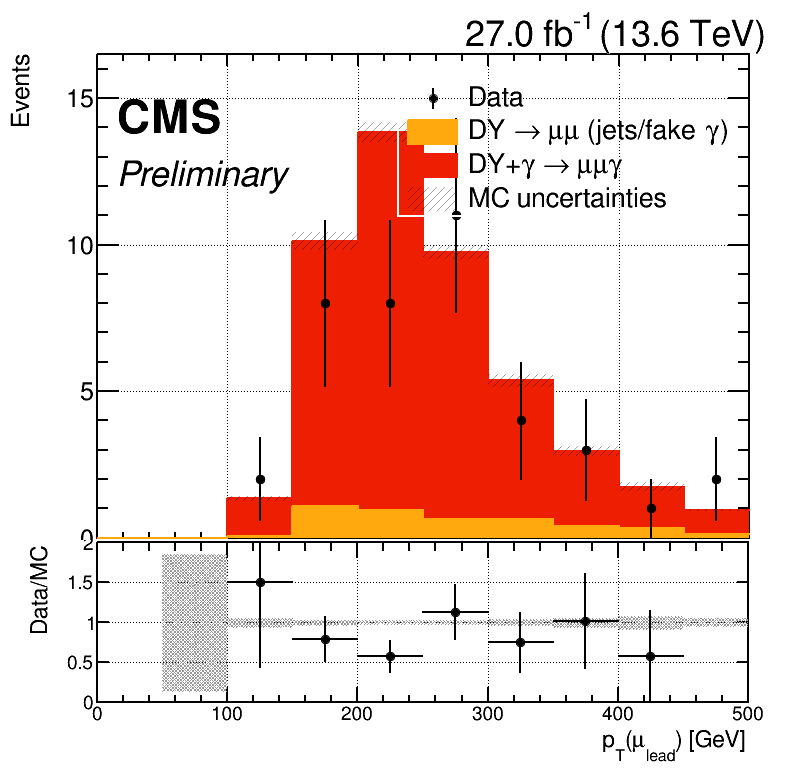 27.0 fb⁻¹ (13.6 TeV)
Events
15
10
5
0
CMS
Preliminary
Data
DY → μμ (jets/fake γ)
DY+γ → μμγ
MC uncertainties
Data/MC
2
1.5
1
0.5
0
0 100 200 300 400 500
p_T(μ_lead) [GeV]